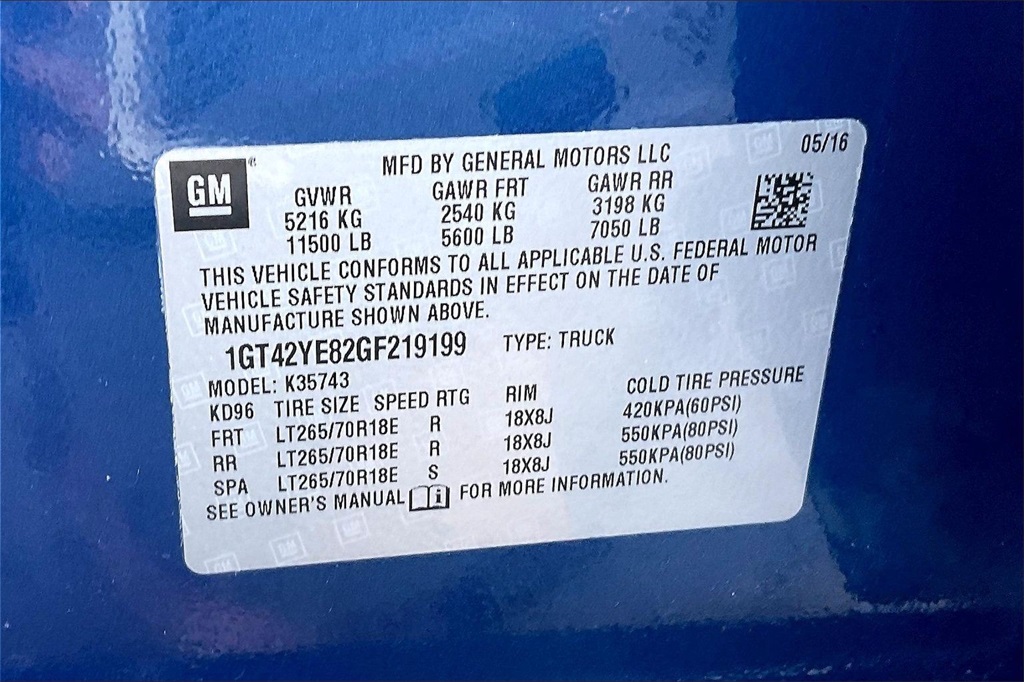 GM®
MFD BY GENERAL MOTORS LLC
05/16
GVWR GAWR FRT GAWR RR
5216 KG 2540 KG 3198 KG
11500 LB 5600 LB 7050 LB
THIS VEHICLE CONFORMS TO ALL APPLICABLE U.S. FEDERAL MOTOR
VEHICLE SAFETY STANDARDS IN EFFECT ON THE DATE OF
MANUFACTURE SHOWN ABOVE.
1GT42YE82GF219199 TYPE: TRUCK
MODEL: K35743
KD96 TIRE SIZE SPEED RTG RIM COLD TIRE PRESSURE
FRT LT265/70R18E R 18X8J 420KPA(60PSI)
RR LT265/70R18E R 18X8J 550KPA(80PSI)
SPA LT265/70R18E S 18X8J 550KPA(80PSI)
SEE OWNER'S MANUAL i FOR MORE INFORMATION.